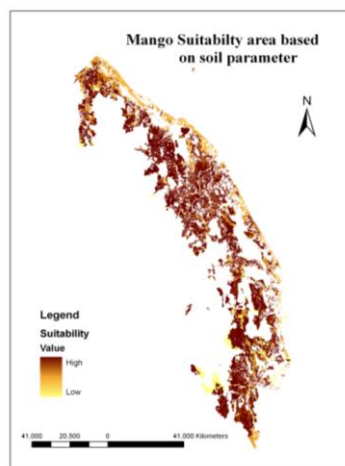 Mango Suitabilty area based
on soil parameter
N
Legend
Suitability
Value
High
Low
41,000 20,500 0 41,000 Kilometers